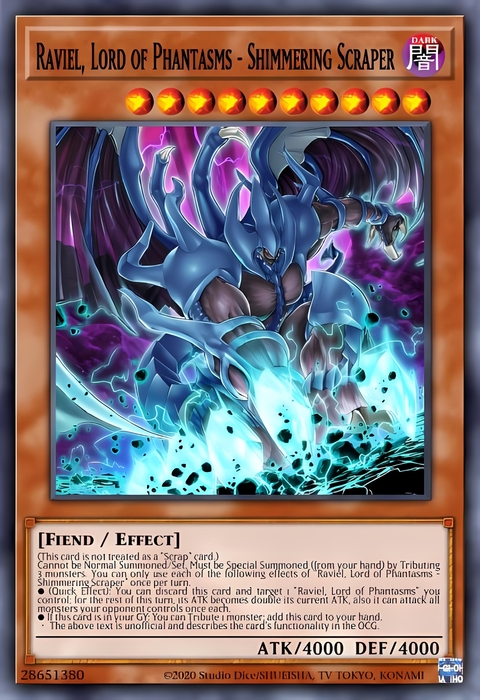 Raviel, Lord of Phantasms - Shimmering Scraper
DARK
闇
[Fiend / Effect]
(This card is not treated as a "Scrap" card.)
Cannot be Normal Summoned/Set. Must be Special Summoned (from your hand) by Tributing
3 monsters. You can only use each of the following effects of "Raviel, Lord of Phantasms -
Shimmering Scraper" once per turn.
● (Quick Effect): You can discard this card and target 1 "Raviel, Lord of Phantasms" you
control; for the rest of this turn, its ATK becomes double its current ATK, also it can attack all
monsters your opponent controls once each.
● If this card is in your GY: You can Tribute 1 monster; add this card to your hand.
· The above text is unofficial and describes the card's functionality in the OCG.
ATK/4000 DEF/4000
28651380 ©2020 Studio Dice/SHUEISHA, TV TOKYO, KONAMI